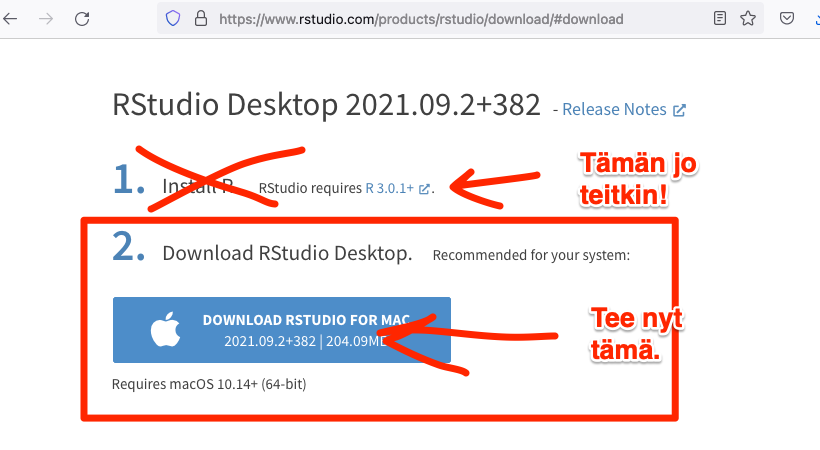 https://www.rstudio.com/products/rstudio/download/#download
RStudio Desktop 2021.09.2+382 - Release Notes
1. Install R. RStudio requires R 3.0.1+.
Tämän jo
teitkin!
2. Download RStudio Desktop. Recommended for your system:
DOWNLOAD RSTUDIO FOR MAC
2021.09.2+382 | 204.09MB
Tee nyt
tämä.
Requires macOS 10.14+ (64-bit)